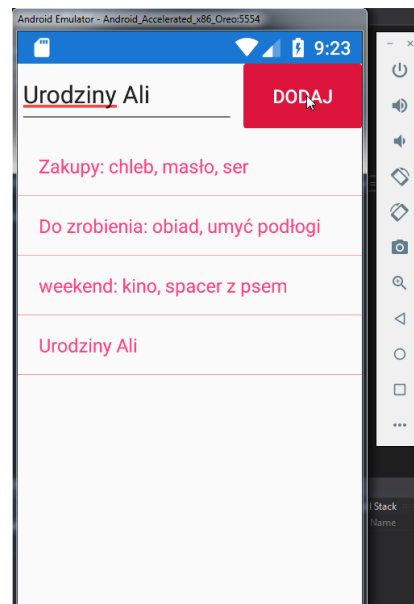 Android Emulator - Android_Accelerated_x86_Oreo:5554
9:23
Urodziny Ali
DODAJ
Zakupy: chleb, masło, ser
Do zrobienia: obiad, umyć podłogi
weekend: kino, spacer z psem
Urodziny Ali
l Stack
Name